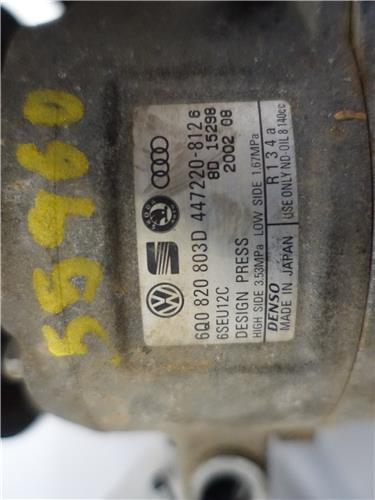 55960
6Q0 820 803D 447220-8126
6SEU12C 8D 15298
DESIGN PRESS 2002 08
HIGH SIDE 3.53MPa LOW SIDE 1.67MPa
DENSO R134a
MADE IN JAPAN USE ONLY ND-OIL 8 140cc